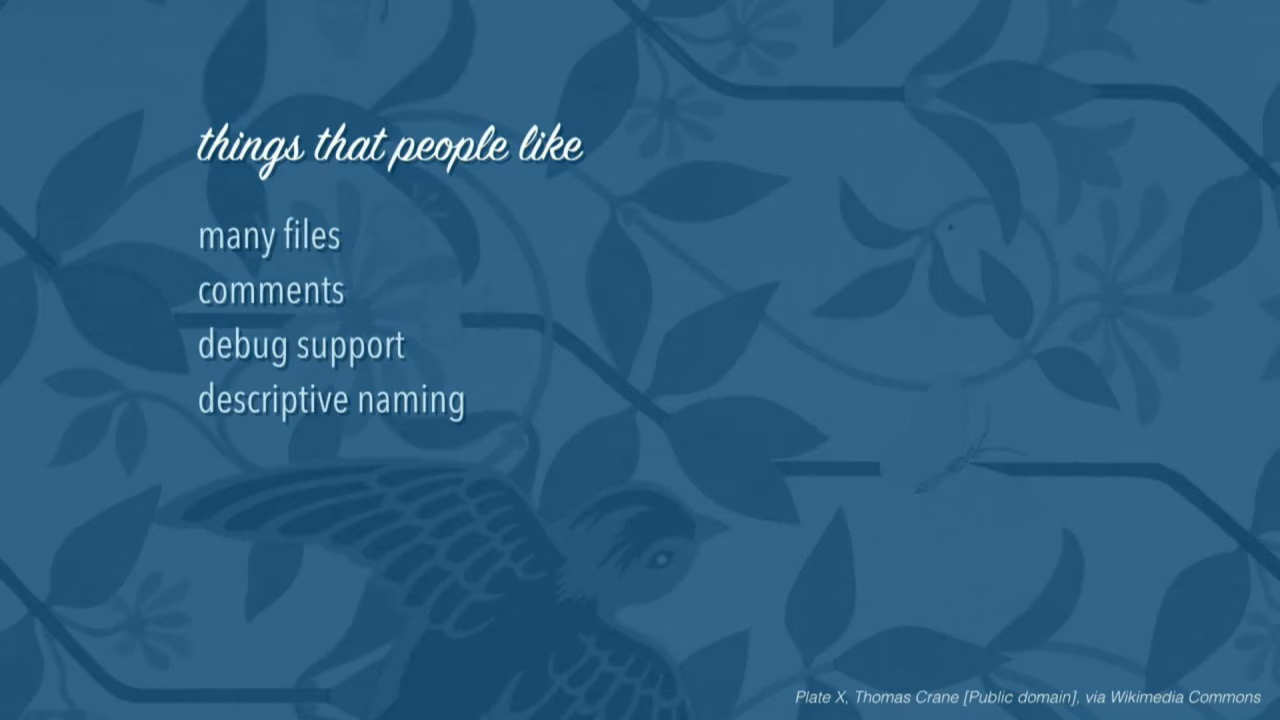 things that people like
many files
comments
debug support
descriptive naming
Plate X, Thomas Crane [Public domain], via Wikimedia Commons